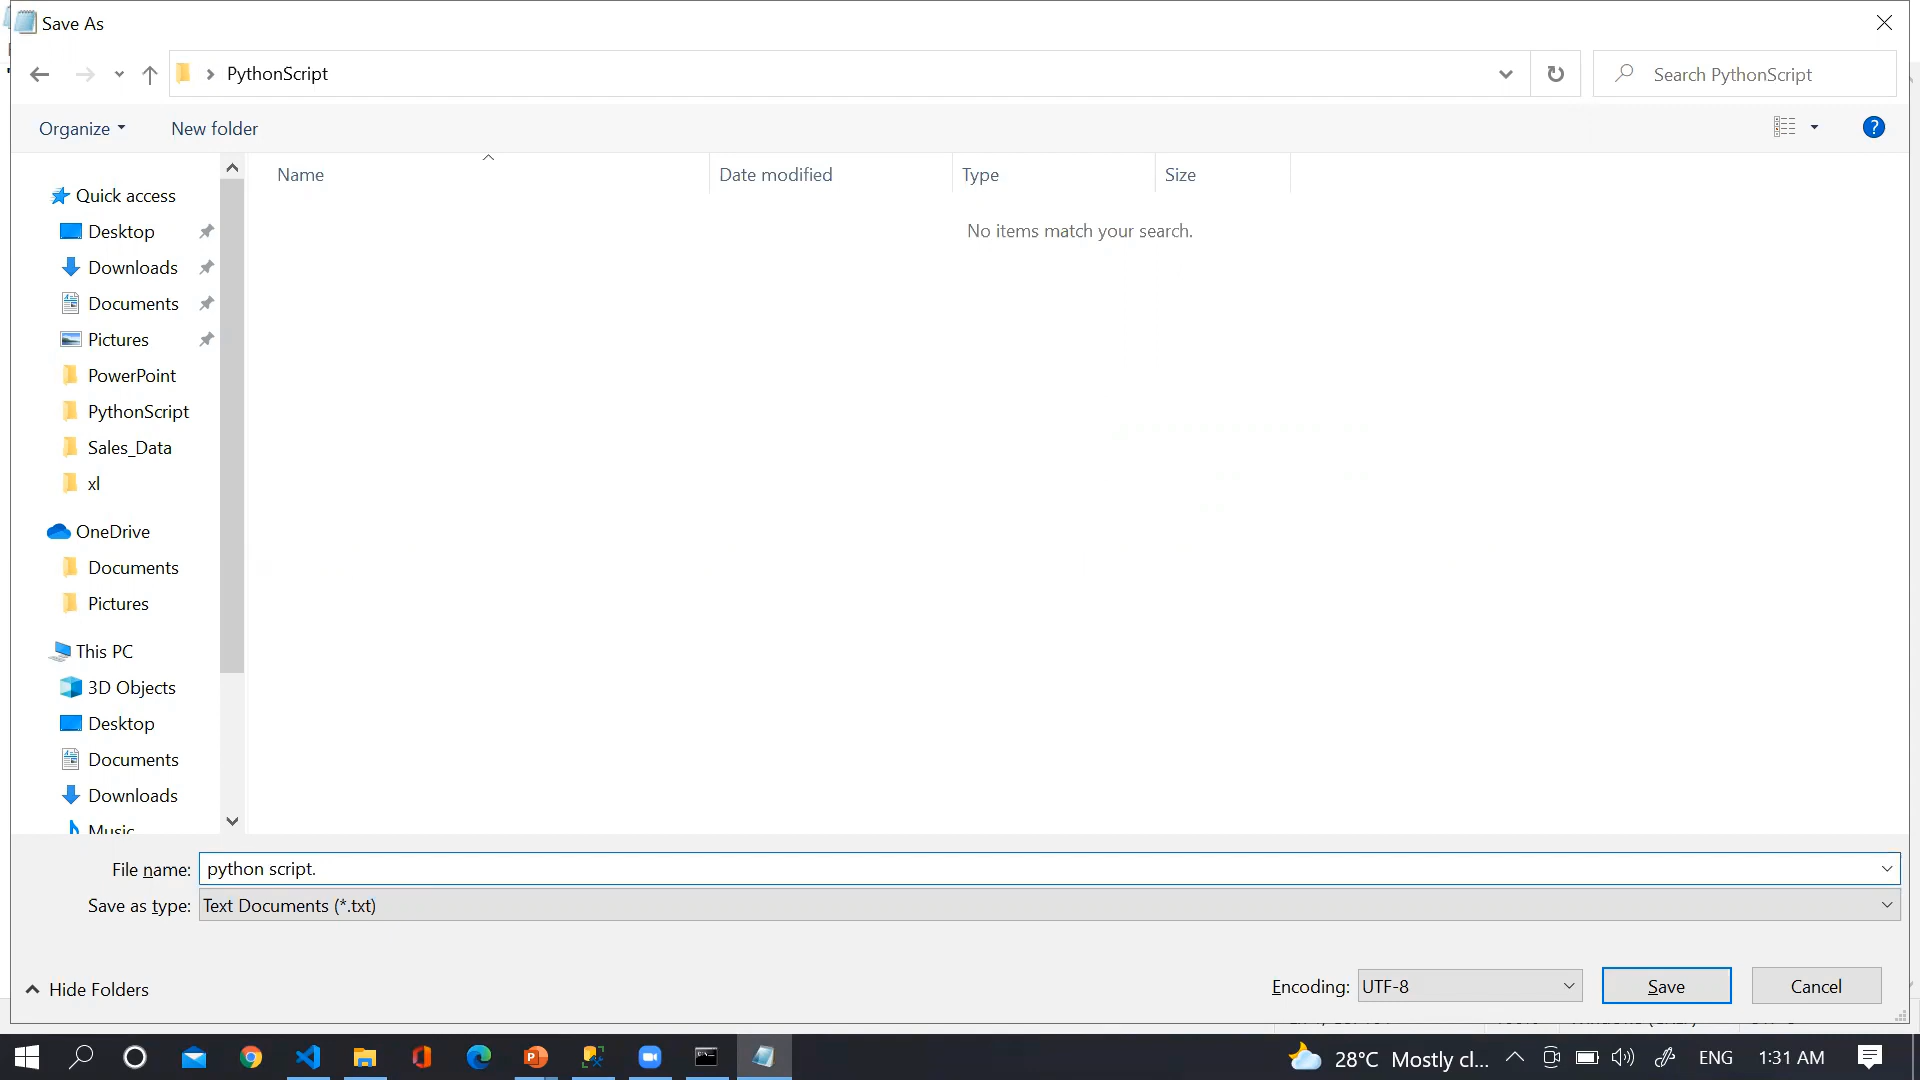 Save As
PythonScript
Search PythonScript
Organize
New folder
?
Name
Date modified
Type
Size
Quick access
No items match your search.
Desktop
Downloads
Documents
Pictures
PowerPoint
PythonScript
Sales_Data
xl
OneDrive
Documents
Pictures
This PC
3D Objects
Desktop
Documents
Downloads
Music
File name: python script.
Save as type: Text Documents (*.txt)
Hide Folders
Encoding: UTF-8
Save
Cancel
28°C Mostly cl...
ENG
1:31 AM